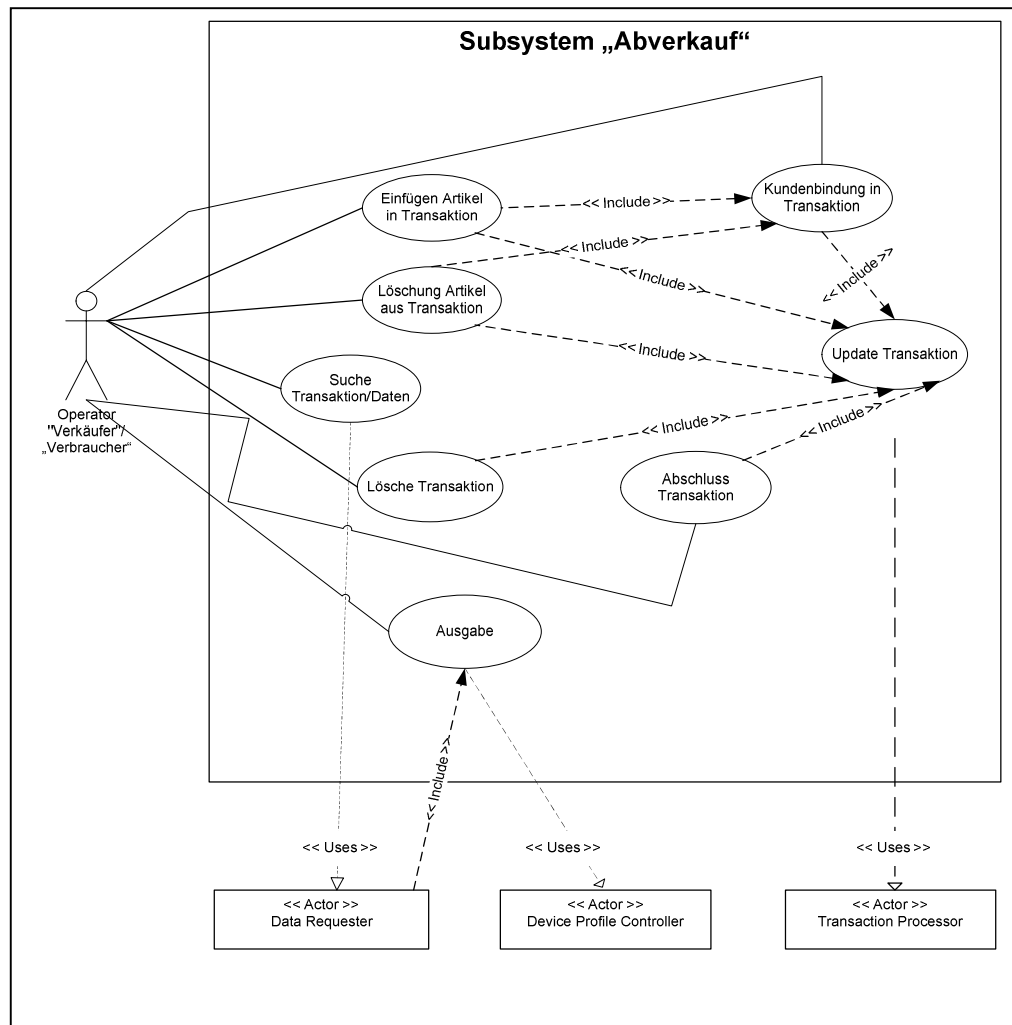 Subsystem „Abverkauf“
Einfügen Artikel
in Transaktion
<< Include >>
Kundenbindung in
Transaktion
<< Include >>
<< Include >>
<< Include >>
Löschung Artikel
aus Transaktion
<< Include >>
Update Transaktion
Suche
Transaktion/Daten
Operator
"Verkäufer"/
„Verbraucher“
<< Include >>
<< Include >>
Lösche Transaktion
Abschluss
Transaktion
Ausgabe
<< Include >>
<< Uses >>
<< Uses >>
<< Uses >>
<< Actor >>
Data Requester
<< Actor >>
Device Profile Controller
<< Actor >>
Transaction Processor